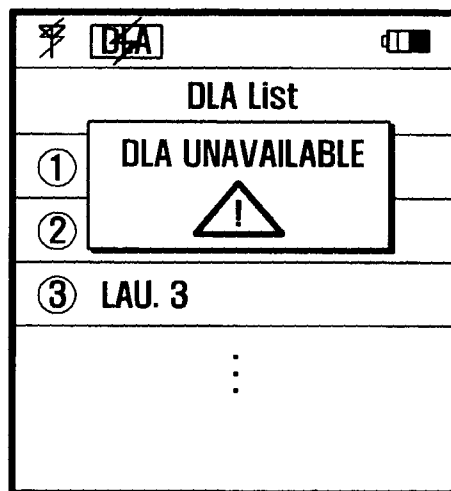 DLA
DLA List
DLA UNAVAILABLE
!
①
②
③ LAU. 3
⋮